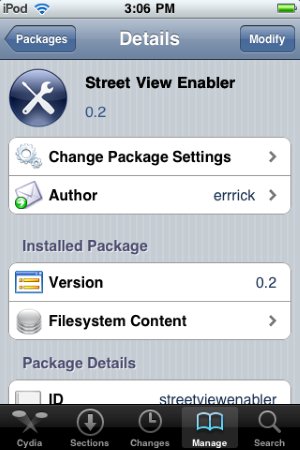 iPod 3:06 PM
Packages Details Modify
Street View Enabler
0.2
Change Package Settings
Author errrick
Installed Package
Version 0.2
Filesystem Content
Package Details
ID streetviewenabler
Cydia Sections Changes Manage Search